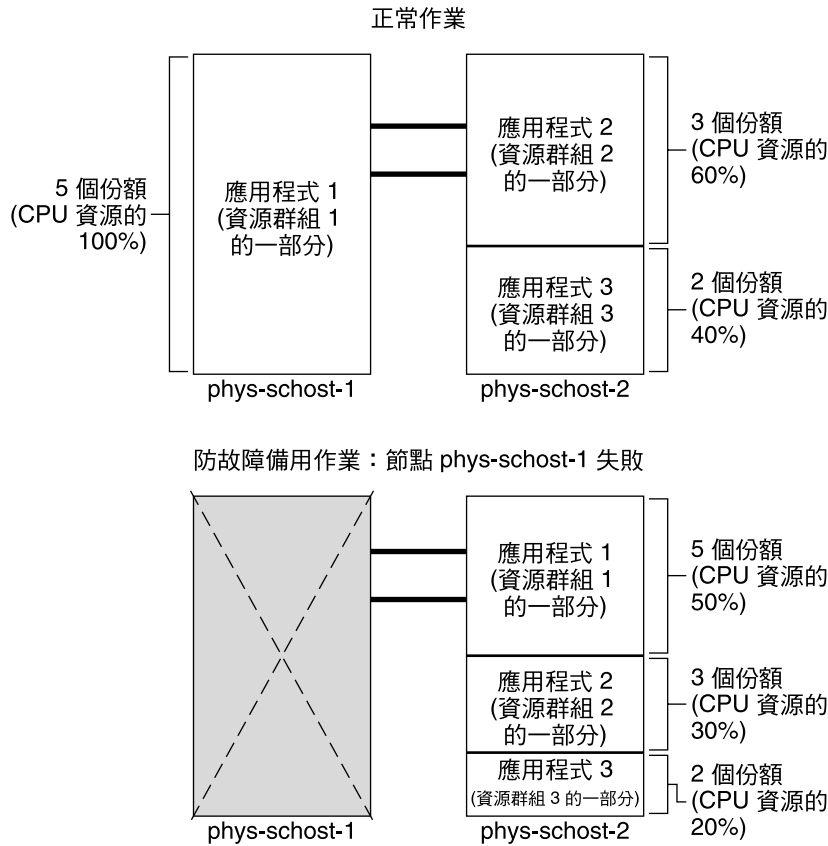 正常作業
5 個份額
(CPU 資源的
100%)
應用程式 1
(資源群組 1
的一部分)
phys-schost-1
應用程式 2
(資源群組 2
的一部分)
3 個份額
(CPU 資源的
60%)
應用程式 3
(資源群組 3
的一部分)
2 個份額
(CPU 資源的
40%)
phys-schost-2
防故障備用作業：節點 phys-schost-1 失敗
phys-schost-1
應用程式 1
(資源群組 1
的一部分)
5 個份額
(CPU 資源的
50%)
應用程式 2
(資源群組 2
的一部分)
3 個份額
(CPU 資源的
30%)
應用程式 3
(資源群組 3 的一部分)
2 個份額
(CPU 資源的
20%)
phys-schost-2